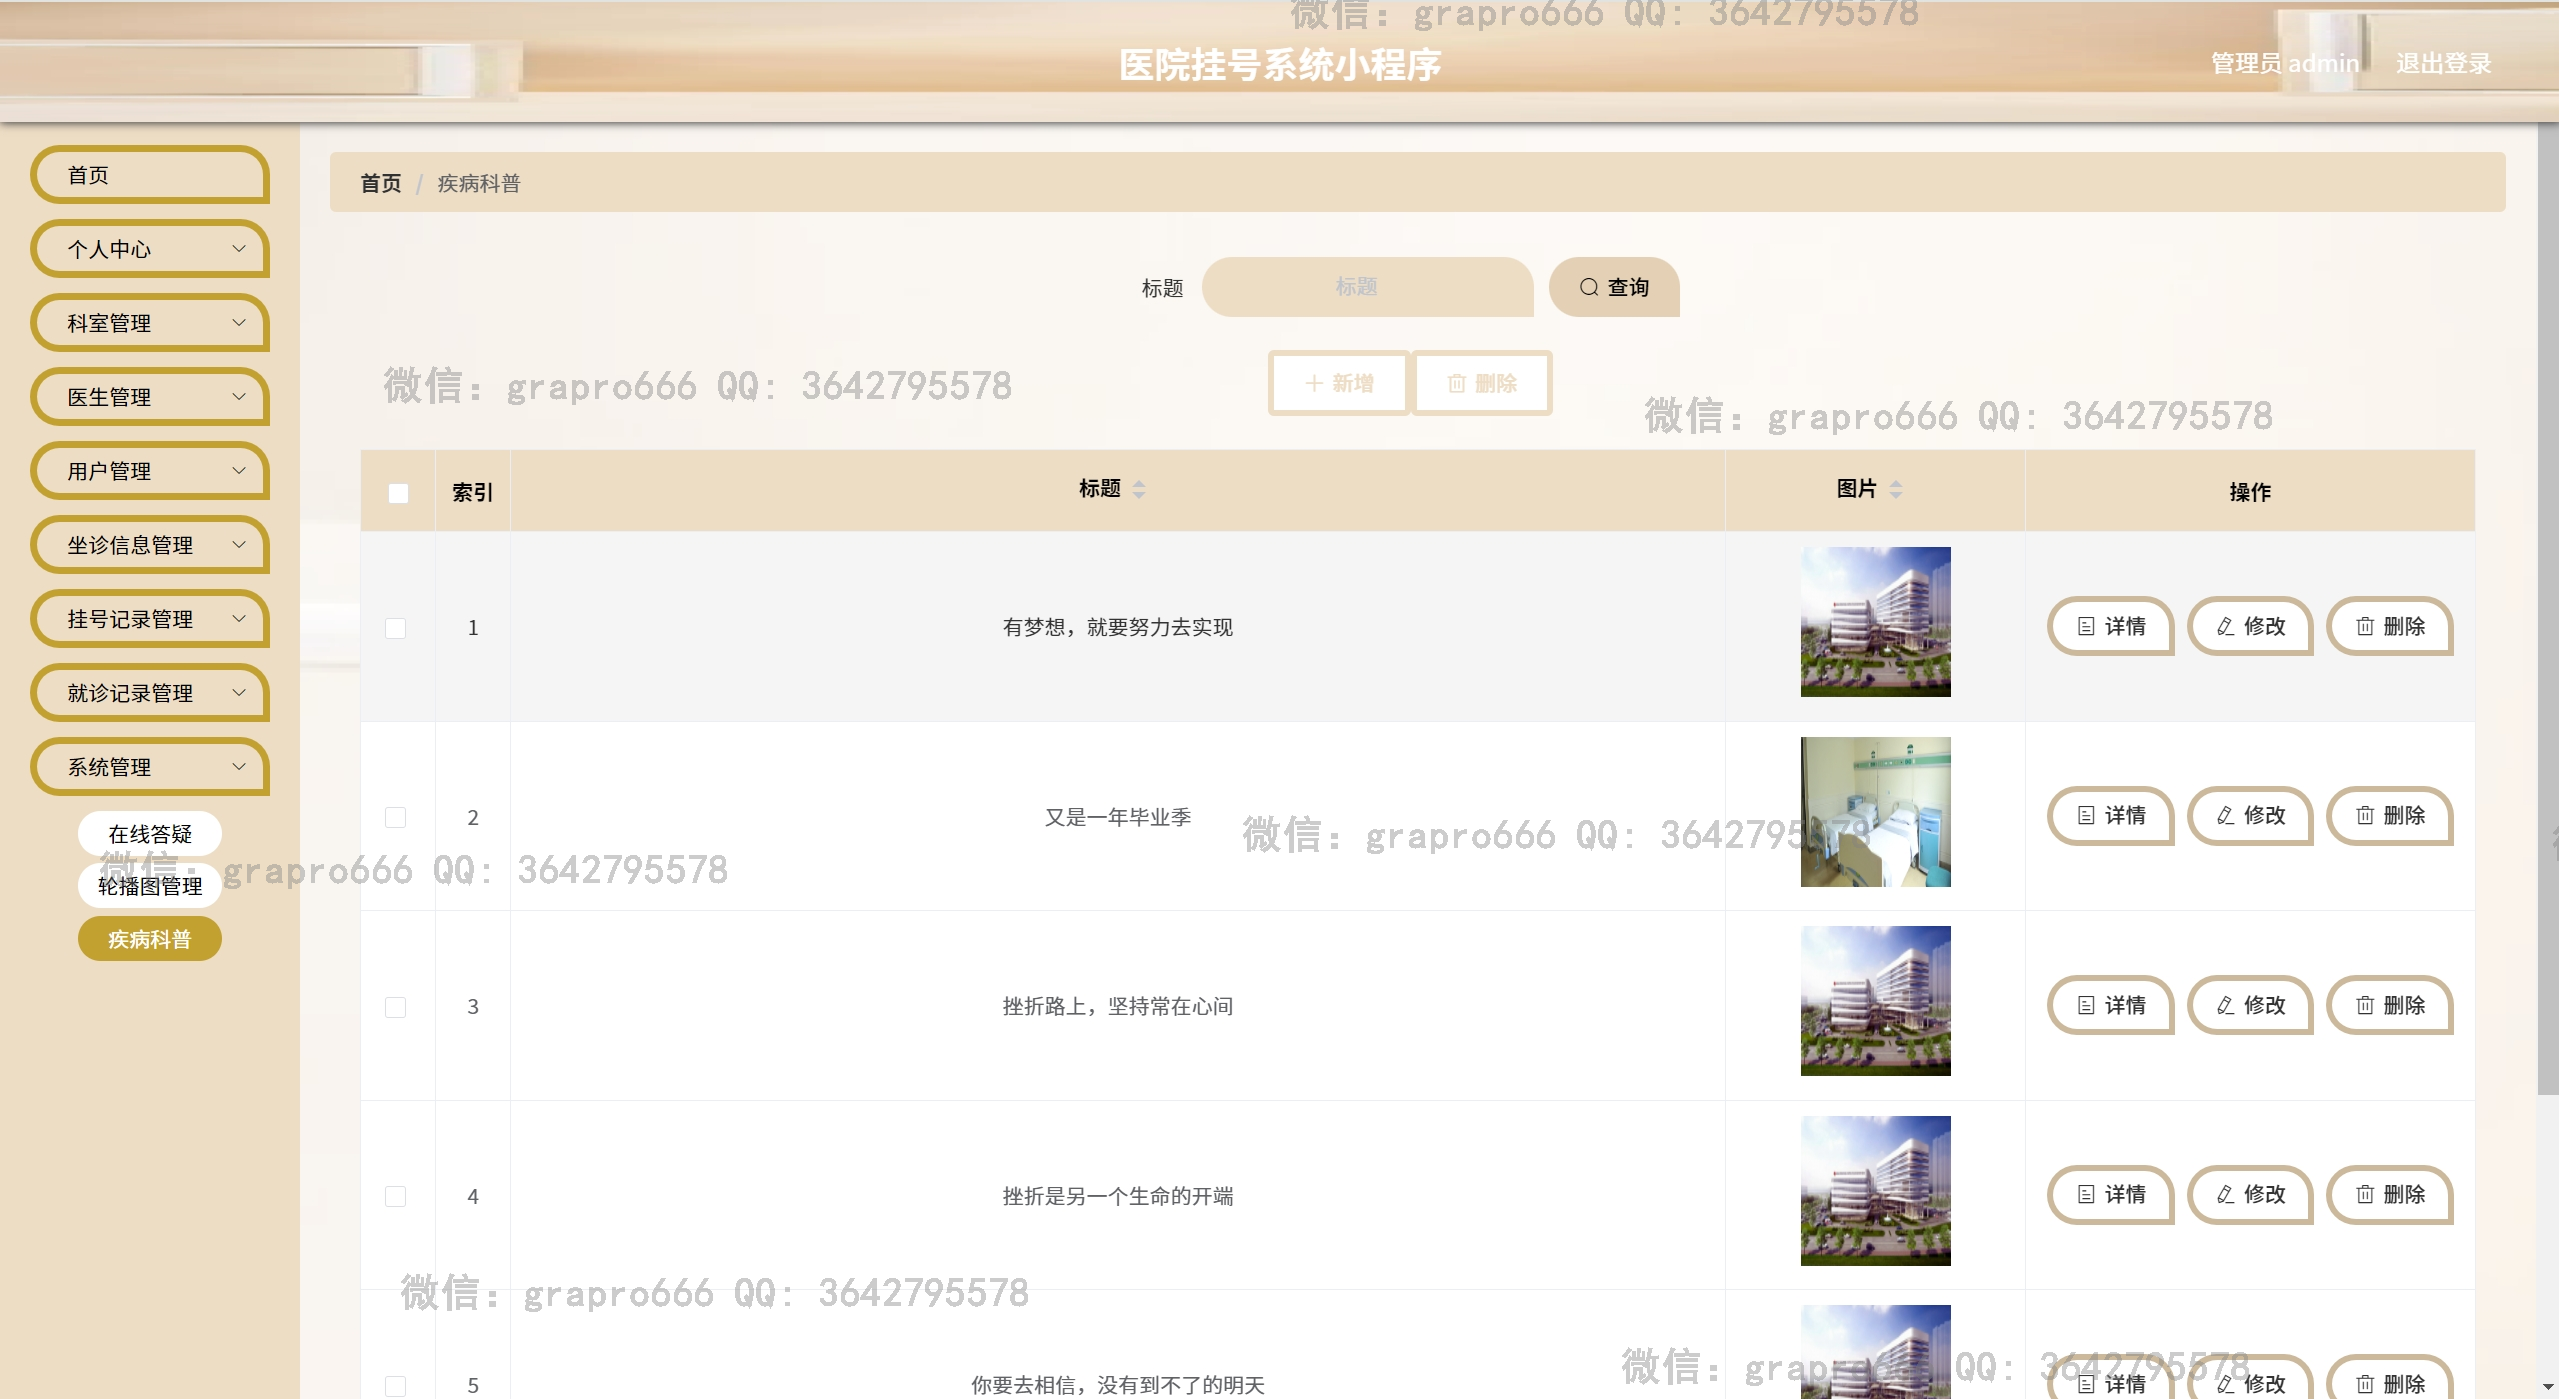 微信: grapro666 QQ: 3642795578
医院挂号系统小程序
管理员 admin 退出登录
首页
个人中心
科室管理
医生管理
用户管理
坐诊信息管理
挂号记录管理
就诊记录管理
系统管理
在线答疑
轮播图管理
疾病科普
首页 / 疾病科普
标题 标题 查询
新增 删除
微信: grapro666 QQ: 3642795578
微信: grapro666 QQ: 3642795578
索引 标题 图片 操作
1 有梦想，就要努力去实现 详情 修改 删除
2 又是一年毕业季 详情 修改 删除
微信: grapro666 QQ: 3642795578
微信: grapro666 QQ: 3642795578
3 挫折路上，坚持常在心间 详情 修改 删除
4 挫折是另一个生命的开端 详情 修改 删除
微信: grapro666 QQ: 3642795578
微信: grapro666 QQ: 3642795578
5 你要去相信，没有到不了的明天 详情 修改 删除